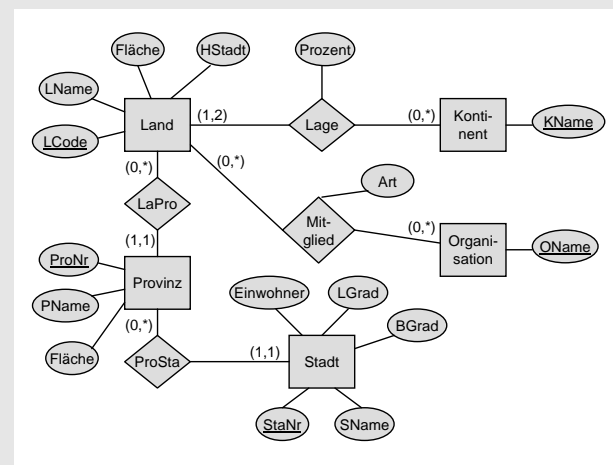 Fläche
HStadt
Prozent
LName
Land
(1,2)
Lage
(0,*)
Konti-
nent
KName
LCode
(0,*)
(0,*)
Art
LaPro
Mit-
glied
(0,*)
Organi-
sation
OName
(1,1)
ProNr
Provinz
PName
Einwohner
LGrad
BGrad
(0,*)
Fläche
ProSta
(1,1)
Stadt
StaNr
SName